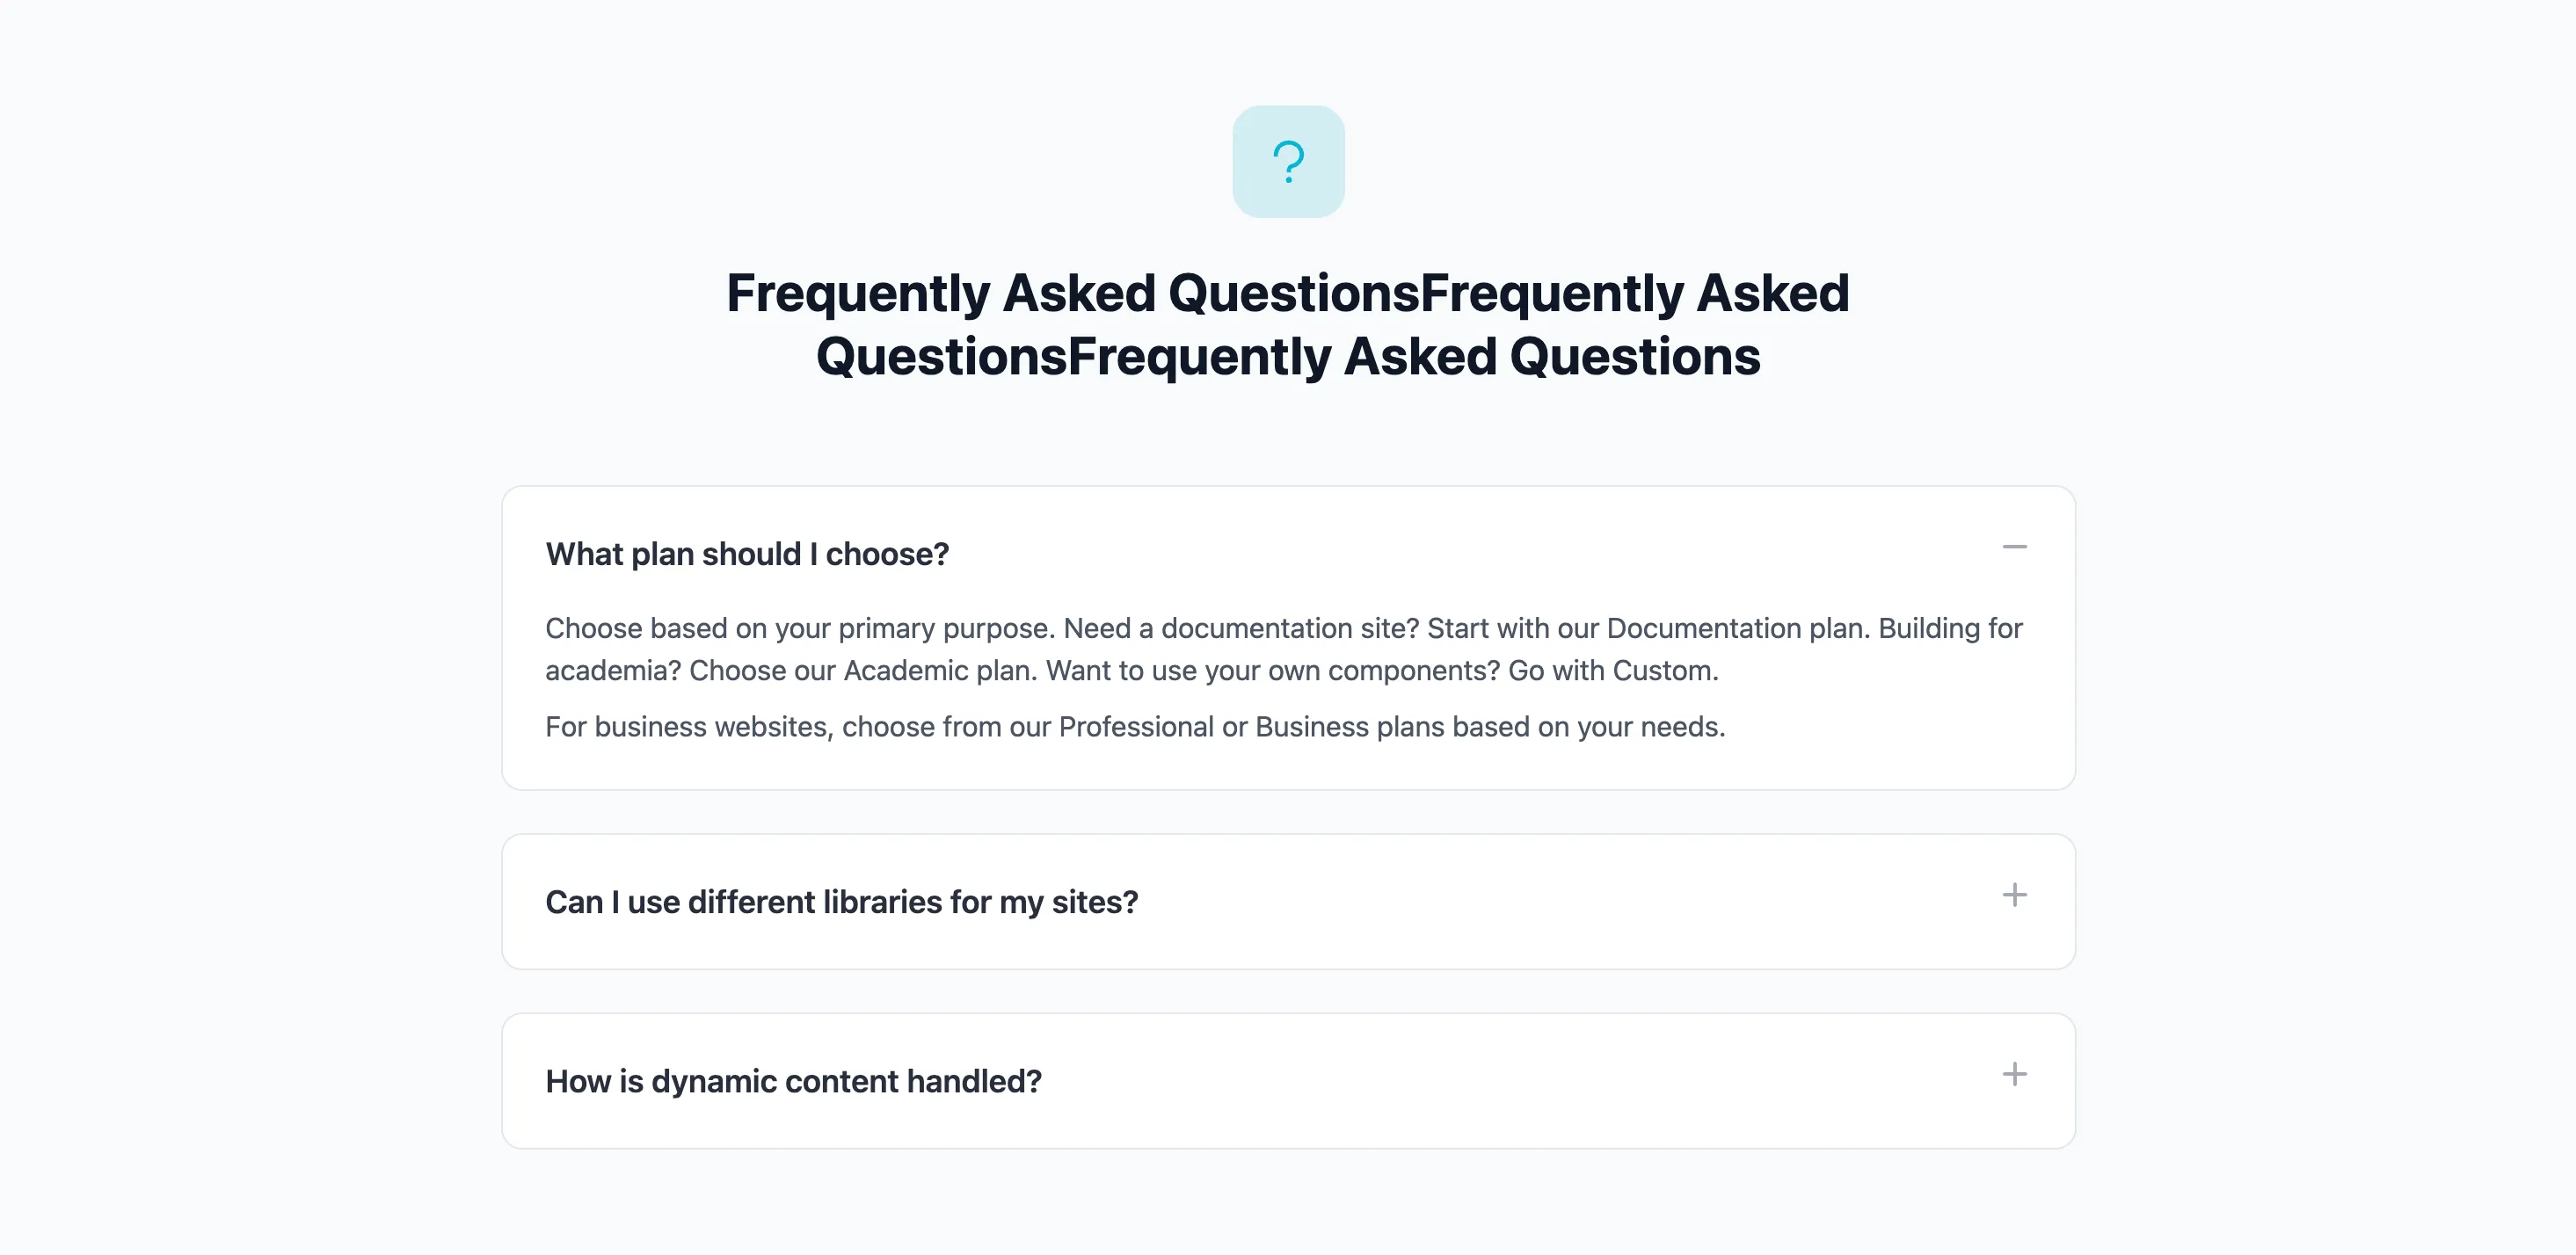 ?
Frequently Asked QuestionsFrequently Asked
QuestionsFrequently Asked Questions
What plan should I choose?
Choose based on your primary purpose. Need a documentation site? Start with our Documentation plan. Building for
academia? Choose our Academic plan. Want to use your own components? Go with Custom.
For business websites, choose from our Professional or Business plans based on your needs.
Can I use different libraries for my sites?
How is dynamic content handled?